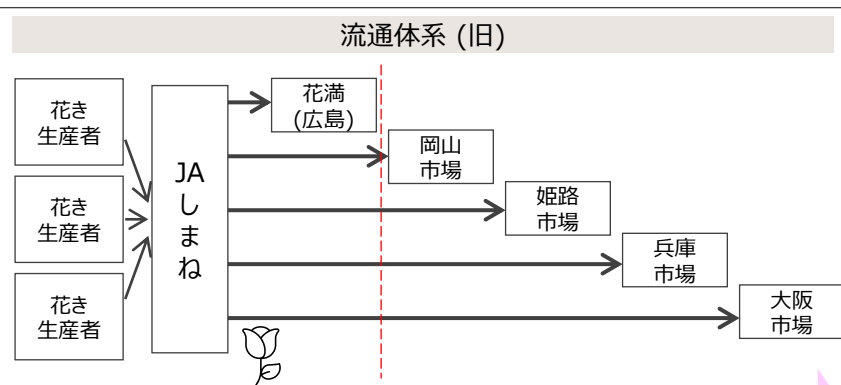 流通体系 (旧)
花き
生産者
花き
生産者
花き
生産者
JA
し
ま
ね
花満
(広島)
岡山
市場
姫路
市場
兵庫
市場
大阪
市場